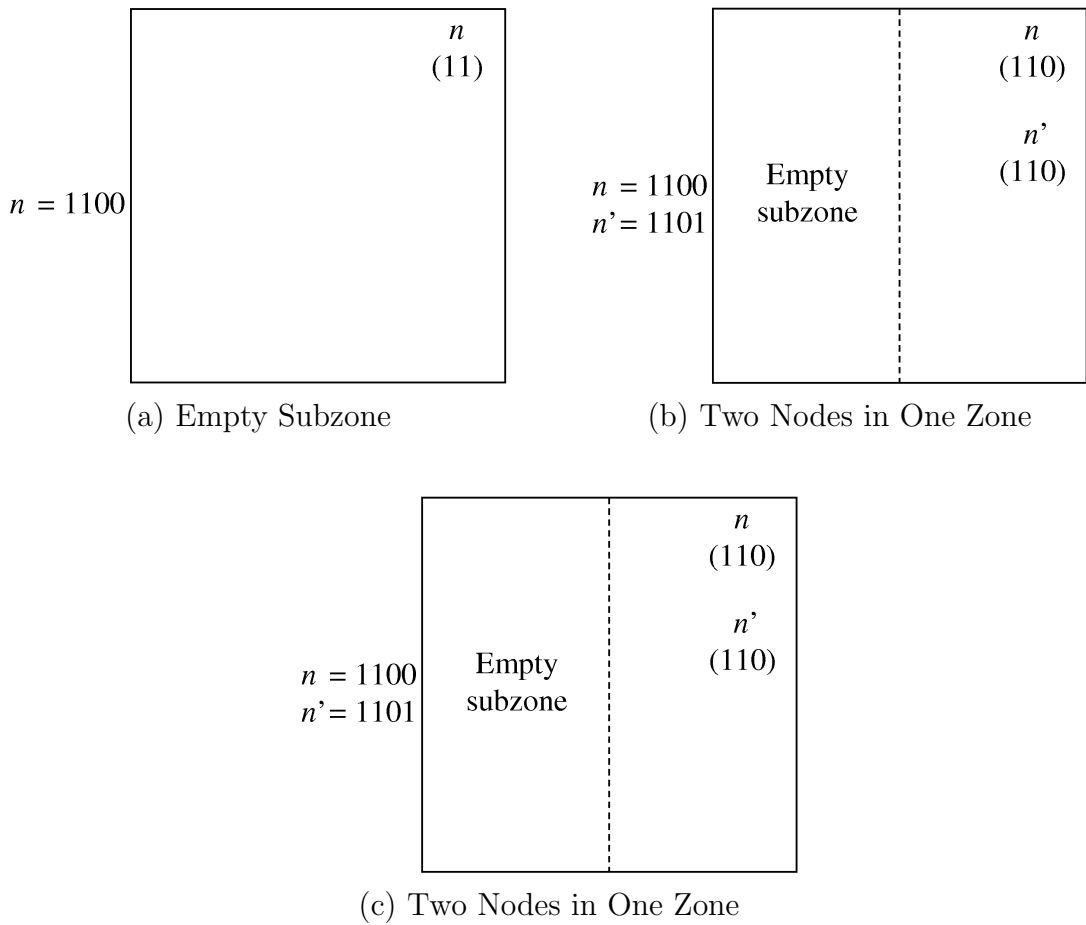 n
(11)
n = 1100
(a) Empty Subzone
n
(110)
n’
(110)
Empty
subzone
n = 1100
n’= 1101
(b) Two Nodes in One Zone
n
(110)
n’
(110)
Empty
subzone
n = 1100
n’= 1101
(c) Two Nodes in One Zone